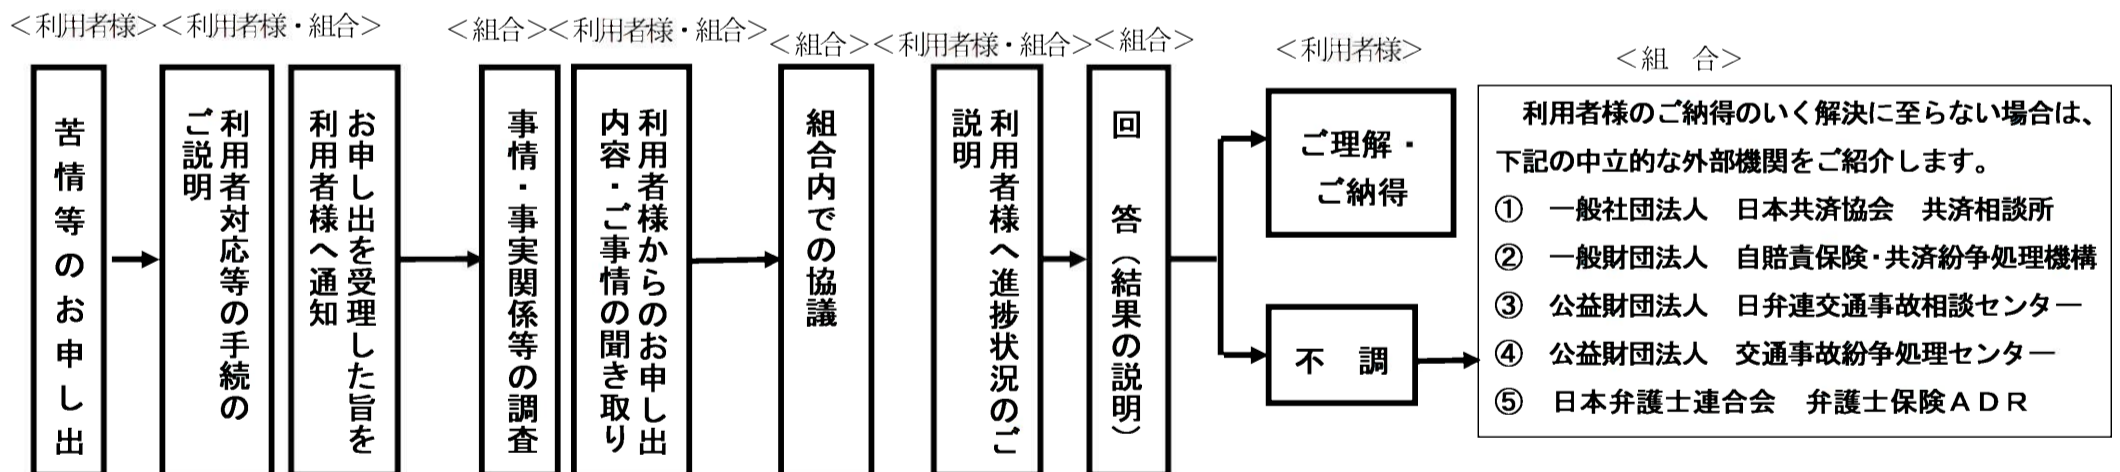 <利用者様>
<利用者様・組合>
<組合>
<利用者様・組合>
<組合>
<利用者様・組合>
<組合>
<利用者様>
<組　合>
苦情等のお申し出
利用者対応等の手続の
ご説明
お申し出を受理した旨を
利用者様へ通知
事情・事実関係等の調査
利用者様からのお申し出
内容・ご事情の聞き取り
組合内での協議
利用者様へ進捗状況のご
説明
回　答（結果の説明）
ご理解・
ご納得
不　調
利用者様のご納得のいく解決に至らない場合は、
下記の中立的な外部機関をご紹介します。
①　一般社団法人　日本共済協会　共済相談所
②　一般財団法人　自賠責保険・共済紛争処理機構
③　公益財団法人　日弁連交通事故相談センター
④　公益財団法人　交通事故紛争処理センター
⑤　日本弁護士連合会　弁護士保険ＡＤＲ